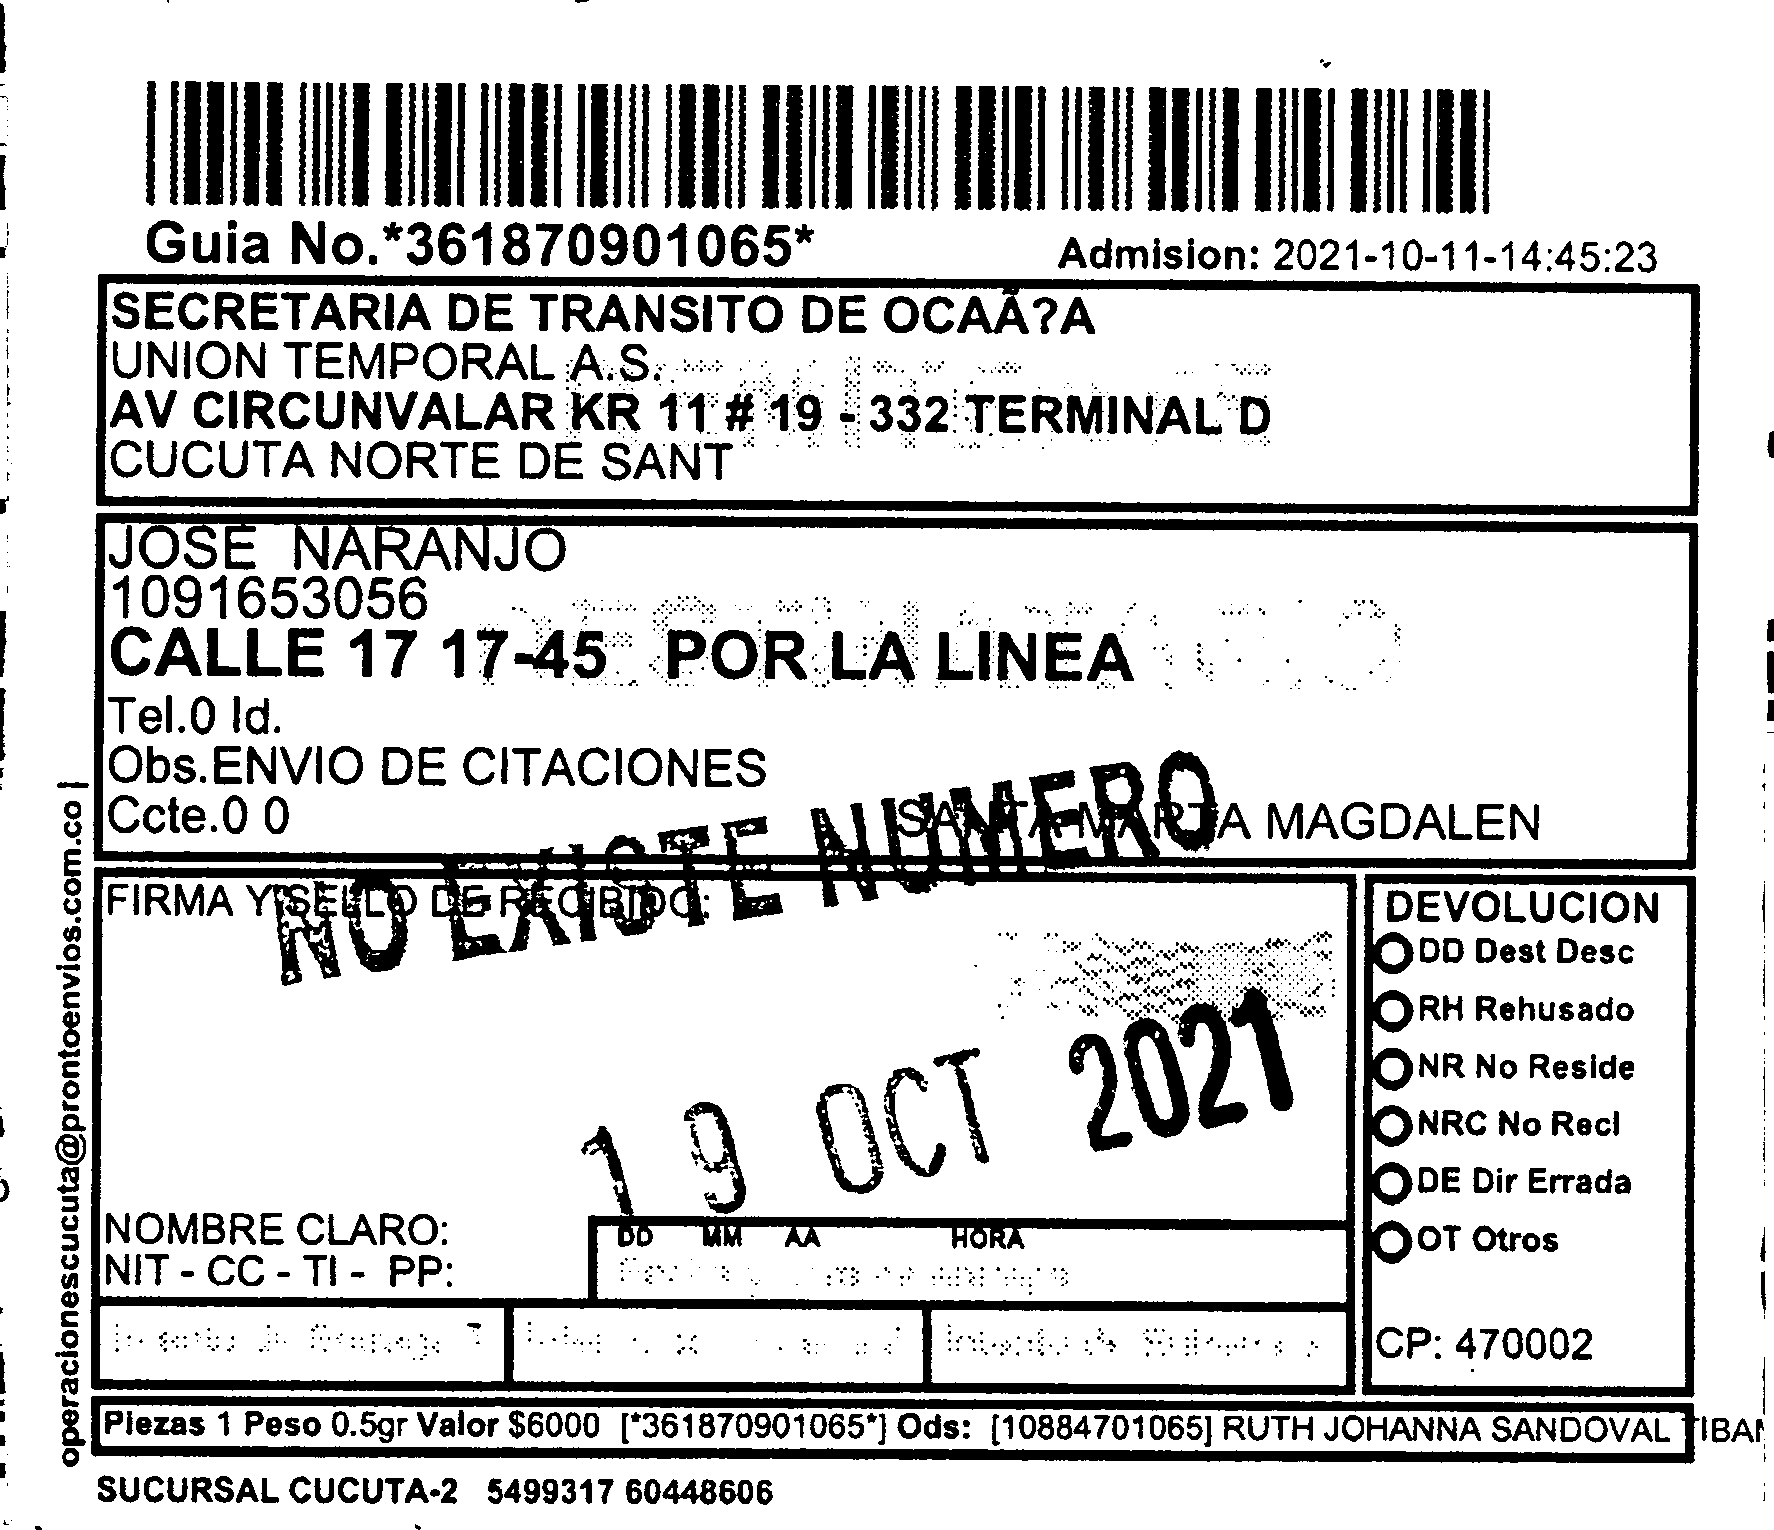 Guia No.*361870901065*
Admision: 2021-10-11-14:45:23
SECRETARIA DE TRANSITO DE OCAÃ?A
UNION TEMPORAL A.S.
AV CIRCUNVALAR KR 11 # 19 - 332 TERMINAL D
CUCUTA NORTE DE SANT
JOSE NARANJO
1091653056
CALLE 17 17-45 POR LA LINEA
DESTINATARIO
Tel.0 Id.
Obs.ENVIO DE CITACIONES
Ccte.0 0
SANTA MARTA MAGDALEN
NO EXISTE NUMERO
FIRMA Y SELLO DE RECIBIDO:
19 OCT 2021
NOMBRE CLARO:
NIT - CC - TI - PP:
DD MM AA HORA
DEVOLUCION
DD Dest Desc
RH Rehusado
NR No Reside
NRC No Recl
DE Dir Errada
OT Otros
CP: 470002
Piezas 1 Peso 0.5gr Valor $6000 [*361870901065*] Ods: [10884701065] RUTH JOHANNA SANDOVAL TIBA
SUCURSAL CUCUTA-2 5499317 60448606
operacionescucuta@prontoenvios.com.co |